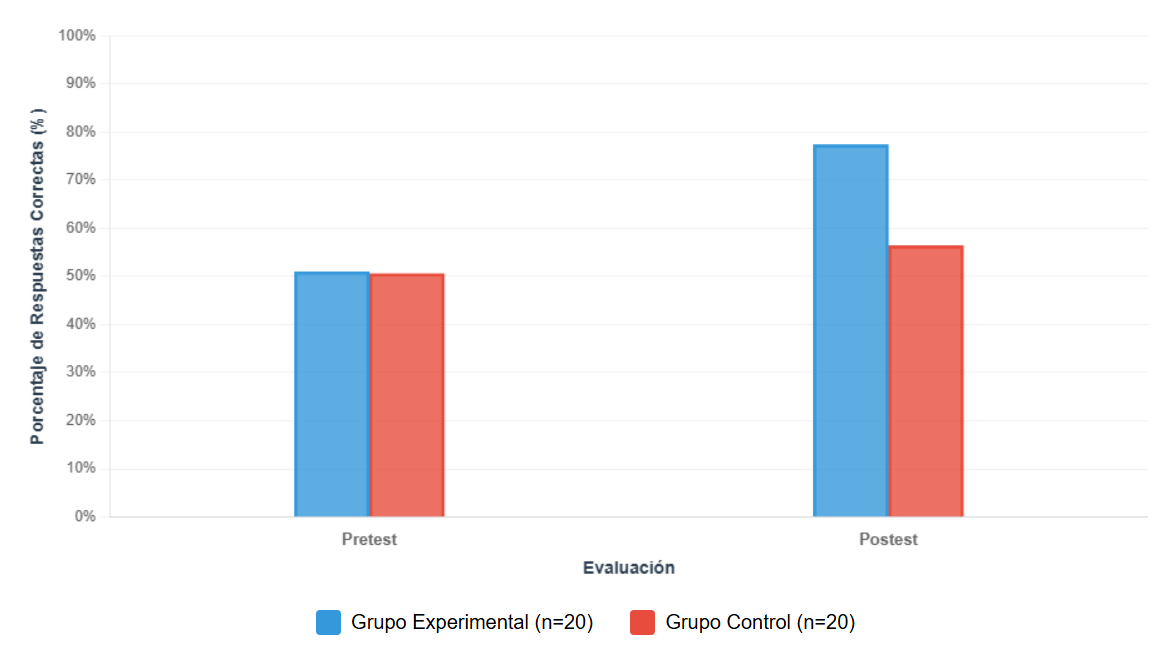 100%
90%
80%
70%
60%
50%
40%
30%
20%
10%
0%
Porcentaje de Respuestas Correctas (%)
Pretest
Postest
Evaluación
Grupo Experimental (n=20)
Grupo Control (n=20)